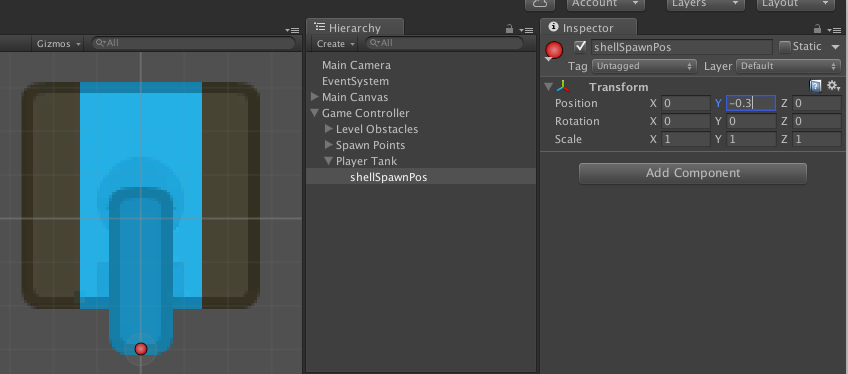 Account Layers Layout
Gizmos All
Hierarchy
Create All
Main Camera
EventSystem
Main Canvas
Game Controller
Level Obstacles
Spawn Points
Player Tank
shellSpawnPos
Inspector
shellSpawnPos Static
Tag Untagged Layer Default
Transform
Position X 0 Y -0.3 Z 0
Rotation X 0 Y 0 Z 0
Scale X 1 Y 1 Z 1
Add Component